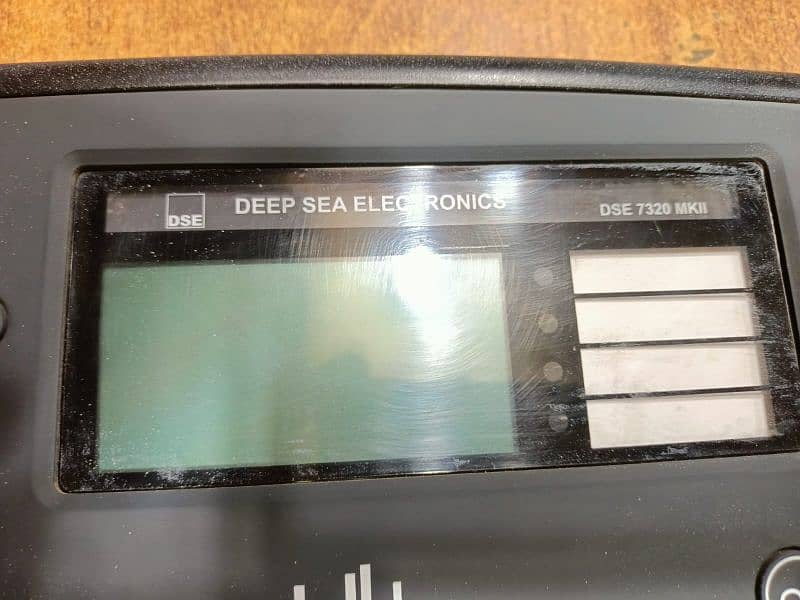 DSE
DEEP SEA ELECTRONICS
DSE 7320 MKII